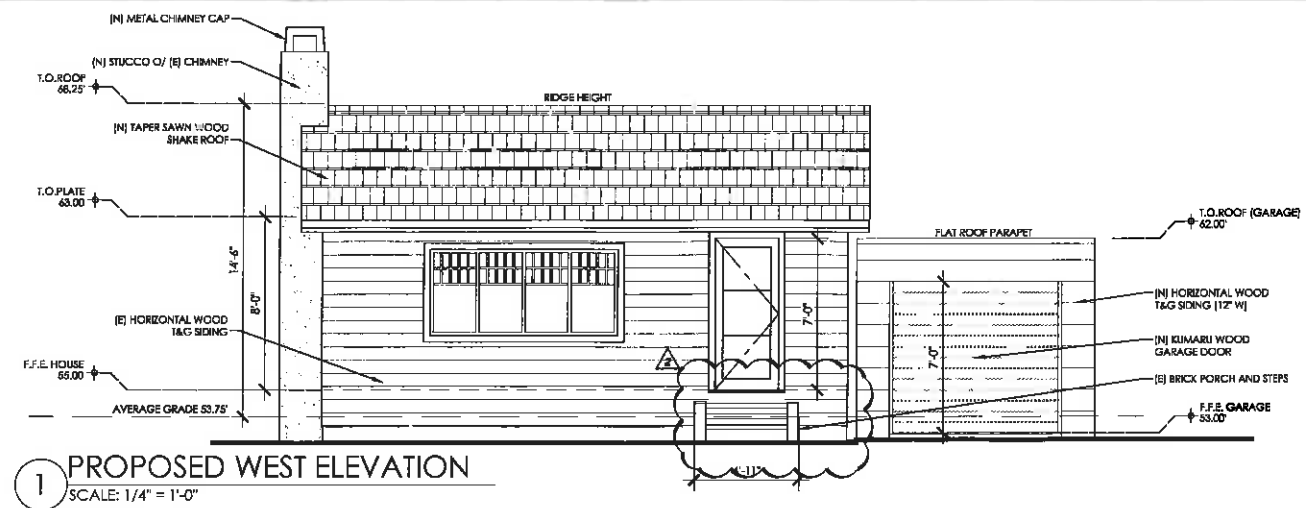 (N) METAL CHIMNEY CAP
(N) STUCCO O/ (E) CHIMNEY
T.O.ROOF
68.25'
RIDGE HEIGHT
(N) TAPER SAWN WOOD
SHAKE ROOF
T.O.PLATE
63.00
T.O.ROOF (GARAGE)
62.00'
FLAT ROOF PARAPET
14'-6"
8'-0"
7'-0"
7'-0"
(N) HORIZONTAL WOOD
T&G SIDING [12" W]
(E) HORIZONTAL WOOD
T&G SIDING
(N) KUMARU WOOD
GARAGE DOOR
2
F.F.E. HOUSE
55.00
(E) BRICK PORCH AND STEPS
AVERAGE GRADE 53.75'
F.F.E. GARAGE
53.00'
1
PROPOSED WEST ELEVATION
SCALE: 1/4" = 1'-0"